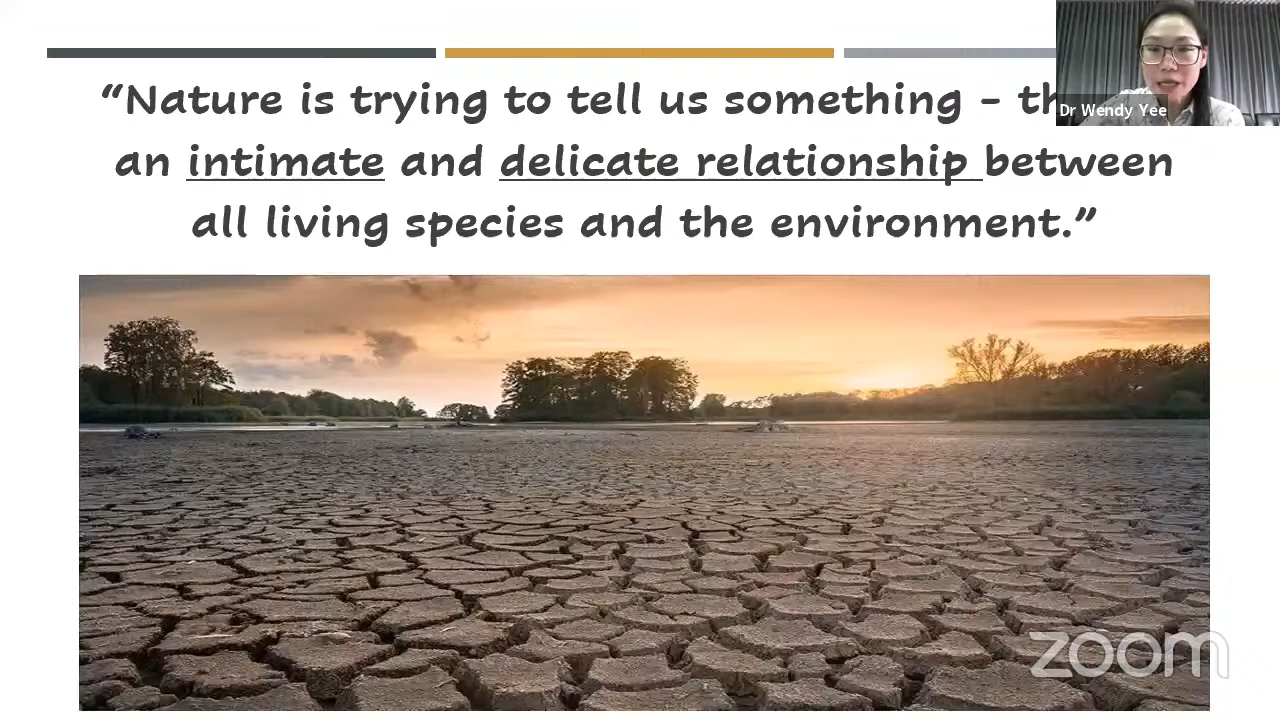 “Nature is trying to tell us something – th
an intimate and delicate relationship between
all living species and the environment.”
Dr Wendy Yee
zoom